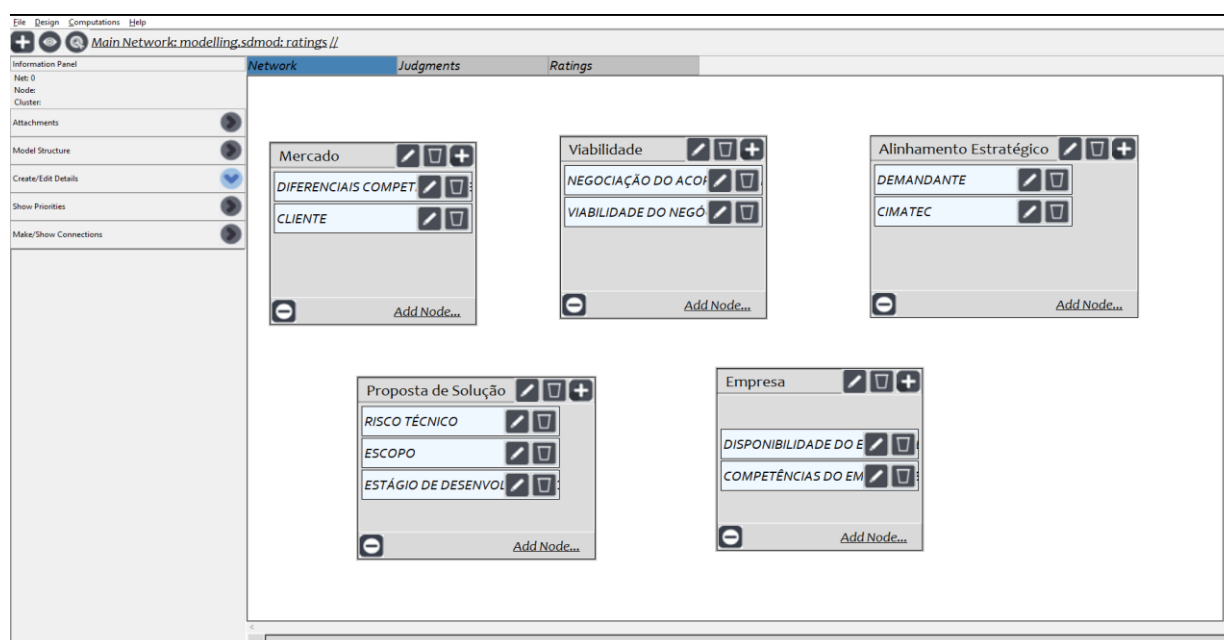 File Design Computations Help
Main Network: modelling.sdmod: ratings //
Information Panel
Net: 0
Node:
Cluster:
Attachments
Model Structure
Create/Edit Details
Show Priorities
Make/Show Connections
Network Judgments Ratings
Mercado
DIFERENCIAIS COMPET
CLIENTE
Add Node...
Viabilidade
NEGOCIAÇÃO DO ACOR
VIABILIDADE DO NEGÓ
Add Node...
Alinhamento Estratégico
DEMANDANTE
CIMATEC
Add Node...
Proposta de Solução
RISCO TÉCNICO
ESCOPO
ESTÁGIO DE DESENVOL
Add Node...
Empresa
DISPONIBILIDADE DO E
COMPETÊNCIAS DO EM
Add Node...